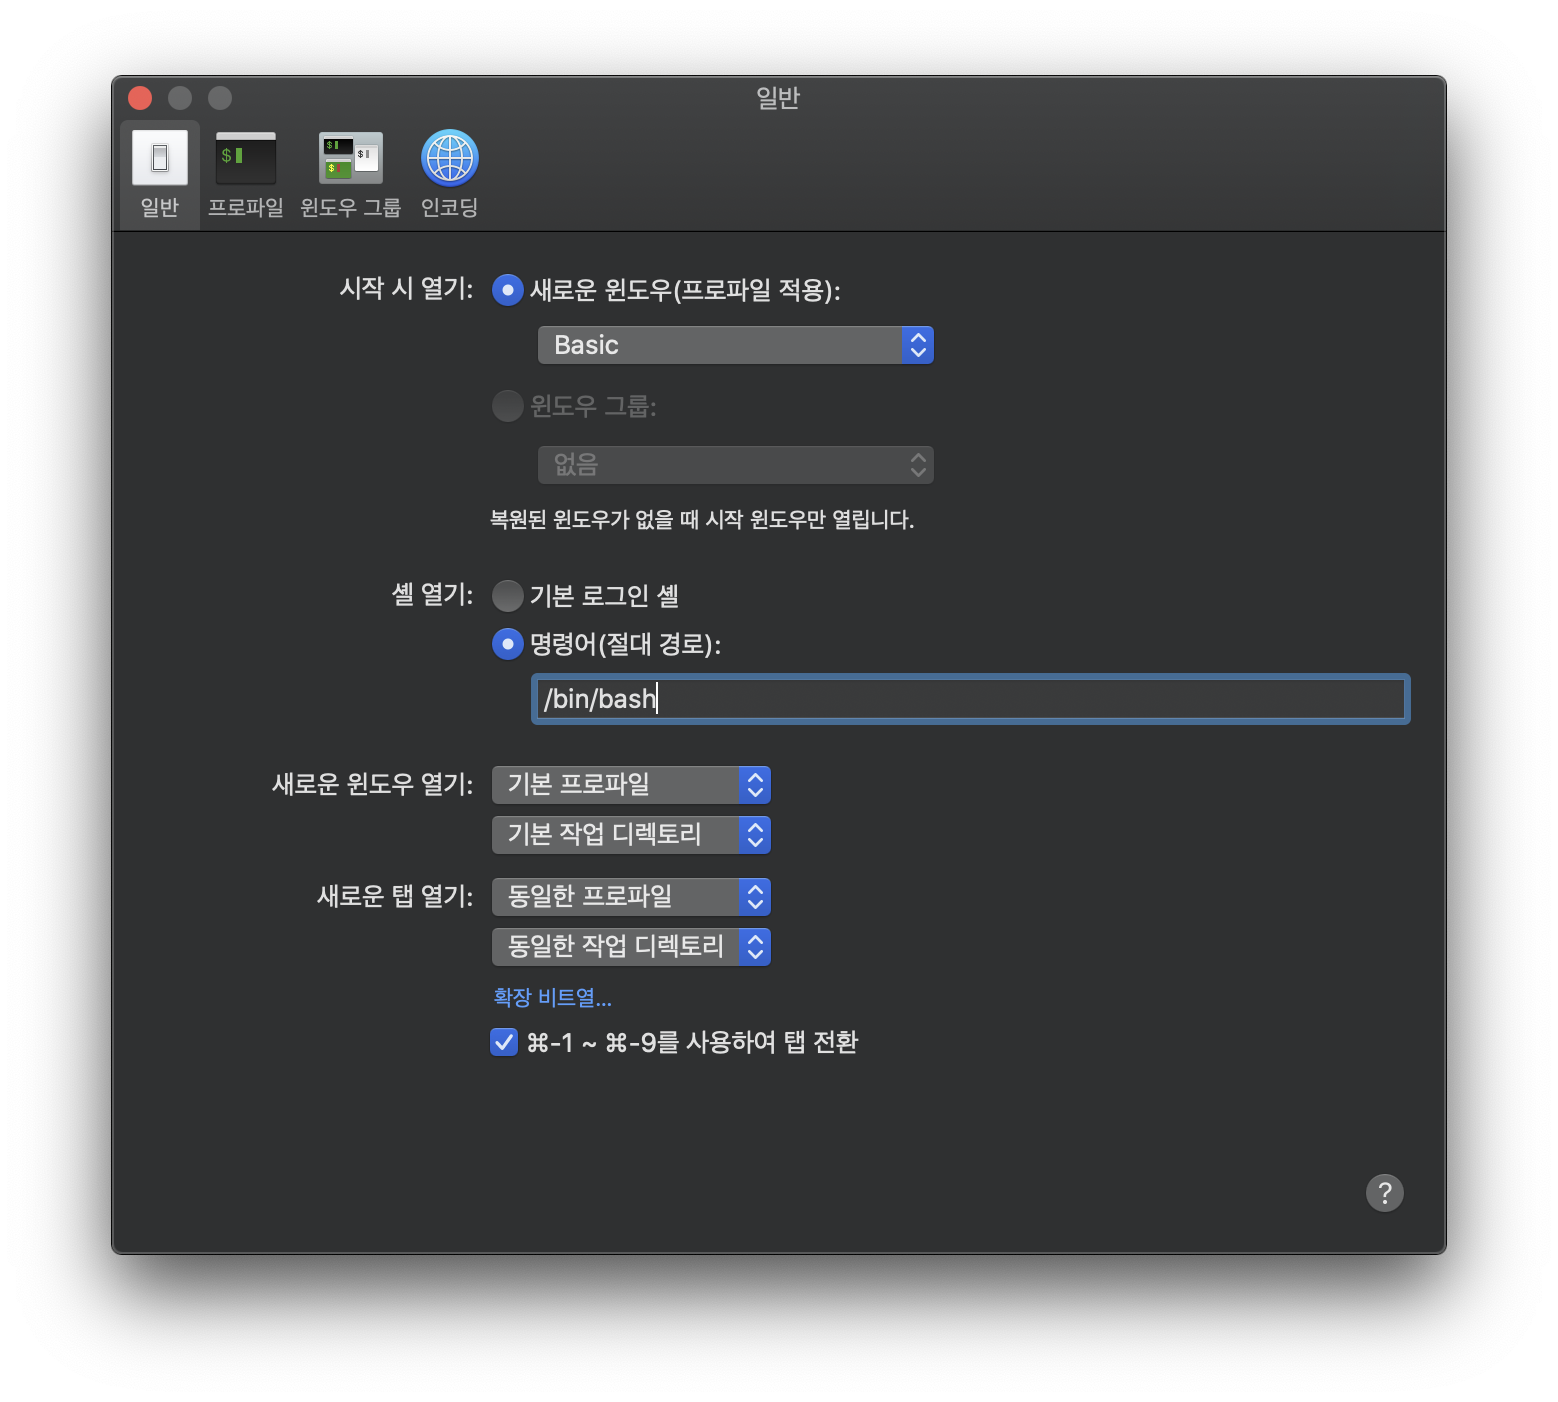 일반
일반
프로파일
윈도우 그룹
인코딩
시작 시 열기:
새로운 윈도우(프로파일 적용):
Basic
윈도우 그룹:
없음
복원된 윈도우가 없을 때 시작 윈도우만 열립니다.
셸 열기:
기본 로그인 셸
명령어(절대 경로):
/bin/bash
새로운 윈도우 열기:
기본 프로파일
기본 작업 디렉토리
새로운 탭 열기:
동일한 프로파일
동일한 작업 디렉토리
확장 비트열...
⌘-1 ~ ⌘-9를 사용하여 탭 전환
?